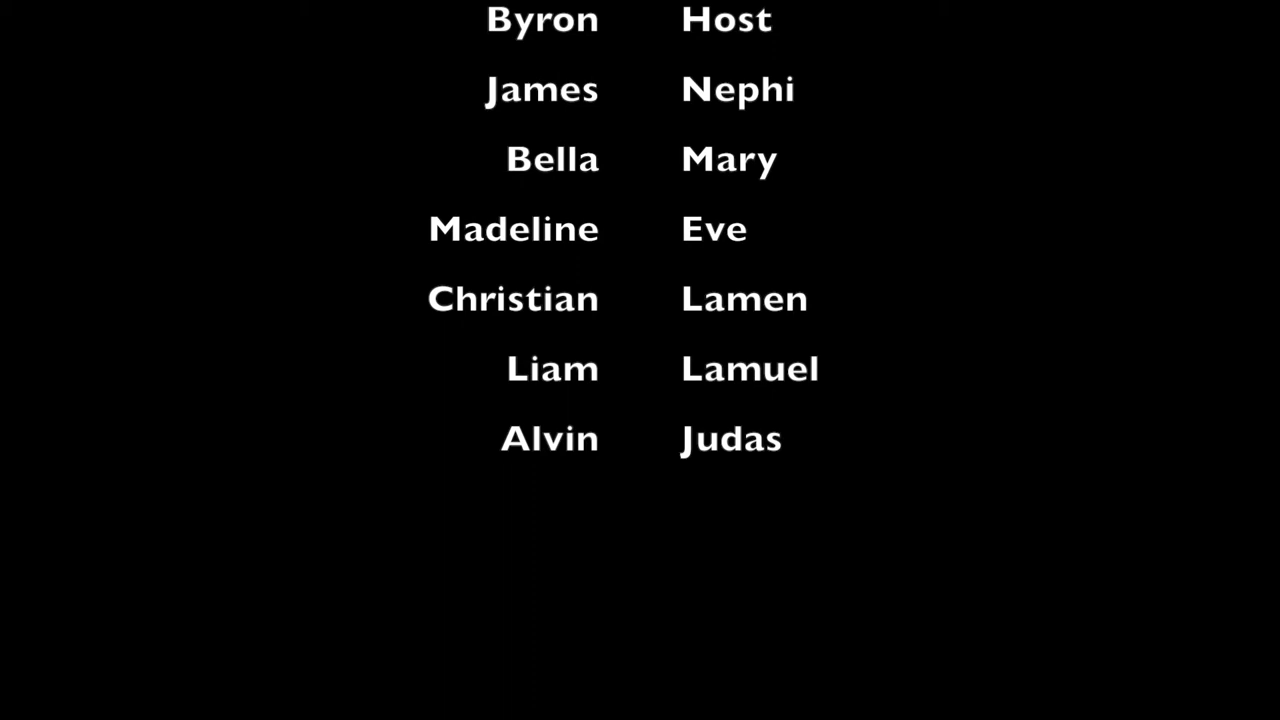 Byron Host
James Nephi
Bella Mary
Madeline Eve
Christian Lamen
Liam Lamuel
Alvin Judas